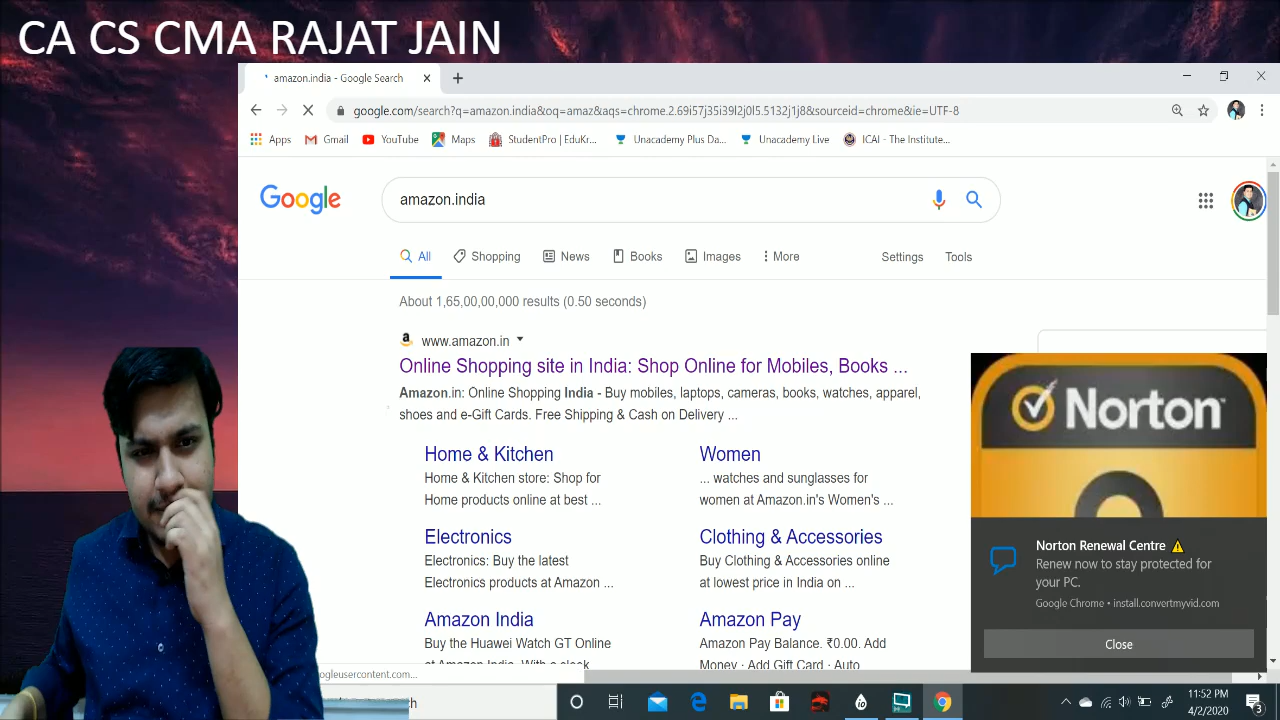 CA CS CMA RAJAT JAIN
amazon.india - Google Search
google.com/search?q=amazon.india&oq=amaz&aqs=chrome.2.69i57j35i39l2j0l5.5132j1j8&sourceid=chrome&ie=UTF-8
Apps Gmail YouTube Maps StudentPro | EduKr... Unacademy Plus Da... Unacademy Live ICAI - The Institute...
Google amazon.india
All Shopping News Books Images More Settings Tools
About 1,65,00,00,000 results (0.50 seconds)
www.amazon.in
Online Shopping site in India: Shop Online for Mobiles, Books ...
Amazon.in: Online Shopping India - Buy mobiles, laptops, cameras, books, watches, apparel,
shoes and e-Gift Cards. Free Shipping & Cash on Delivery ...
Home & Kitchen
Home & Kitchen store: Shop for
Home products online at best ...
Women
... watches and sunglasses for
women at Amazon.in's Women's ...
Electronics
Electronics: Buy the latest
Electronics products at Amazon ...
Clothing & Accessories
Buy Clothing & Accessories online
at lowest price in India on ...
Amazon India
Buy the Huawei Watch GT Online
at Amazon India. With a sleek
Amazon Pay
Amazon Pay Balance. ₹0.00. Add
Money · Add Gift Card · Auto
Norton
Norton Renewal Centre
Renew now to stay protected for
your PC.
Google Chrome • install.convertmyvid.com
Close
ogleusercontent.com...
11:52 PM
4/2/2020